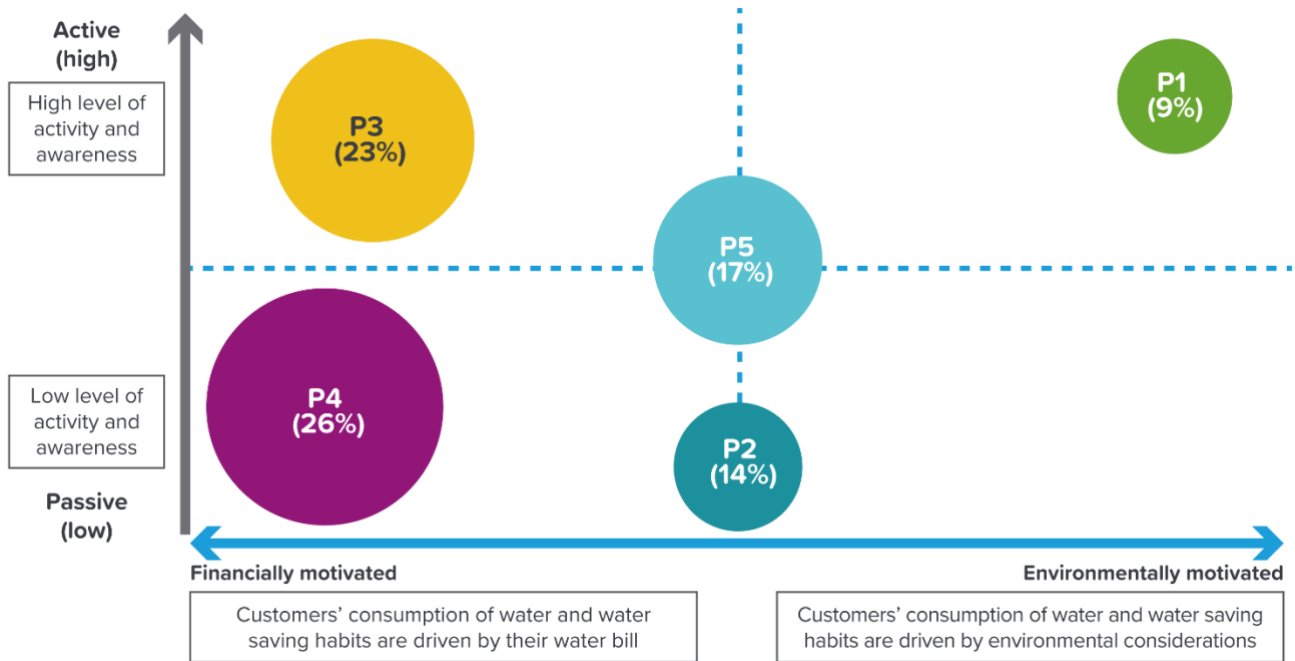 Active
(high)
High level of
activity and
awareness
P3
(23%)
P1
(9%)
P5
(17%)
P4
(26%)
P2
(14%)
Low level of
activity and
awareness
Passive
(low)
Financially motivated
Environmentally motivated
Customers’ consumption of water and water
saving habits are driven by their water bill
Customers’ consumption of water and water saving
habits are driven by environmental considerations